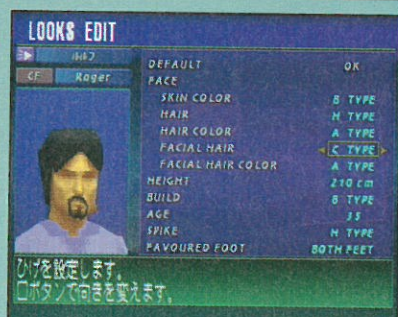 LOOKS EDIT
CF Roger
DEFAULT OK
FACE
SKIN COLOR B TYPE
HAIR H TYPE
HAIR COLOR A TYPE
FACIAL HAIR C TYPE
FACIAL HAIR COLOR A TYPE
HEIGHT 210 cm
BUILD B TYPE
AGE 35
SPIKE H TYPE
FAVOURED FOOT BOTH FEET
ひげを設定します。
□ボタンで向きを変えます。